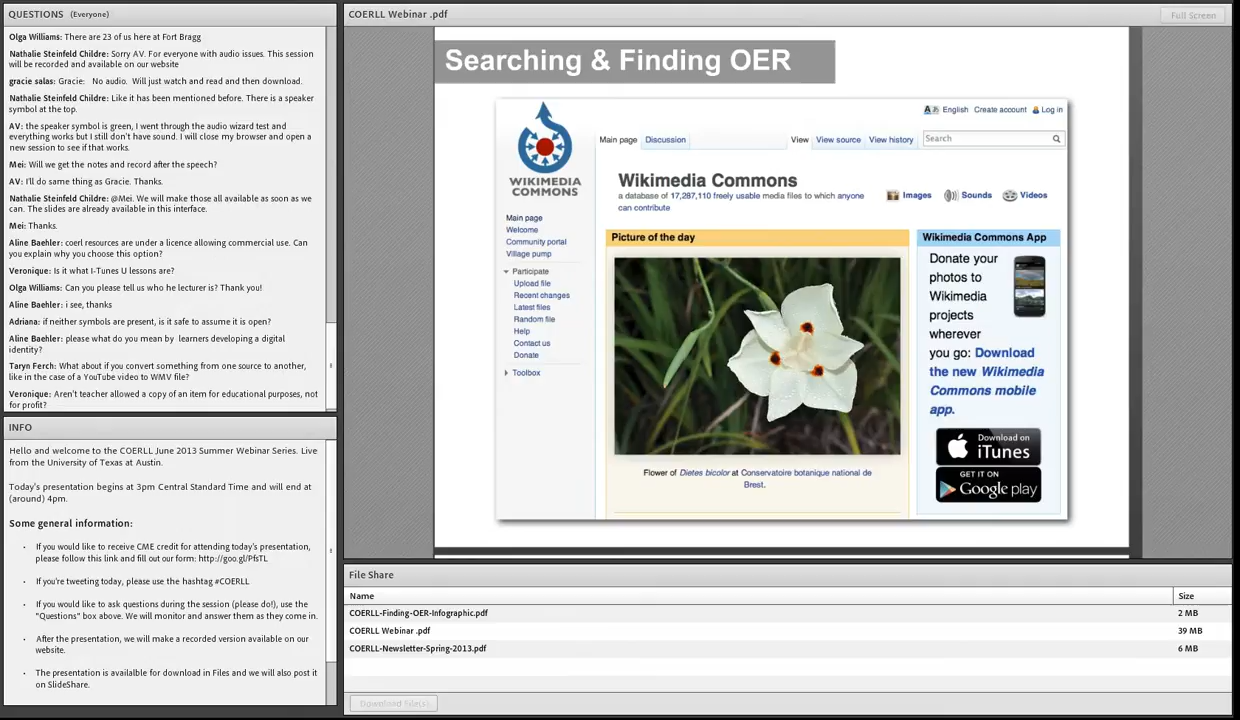 QUESTIONS (Everyone)
Olga Williams: There are 23 of us here at Fort Bragg
Nathalie Steinfeld Childre: Sorry AV. For everyone with audio issues. This session
will be recorded and available on our website
gracie salas: Gracie: No audio. Will just watch and read and then download.
Nathalie Steinfeld Childre: Like it has been mentioned before. There is a speaker
symbol at the top.
AV: the speaker symbol is green, I went through the audio wizard test and
everything works but I still don't have sound. I will close my browser and open a
new session to see if that works.
Mei: Will we get the notes and record after the speech?
AV: I'll do same thing as Gracie. Thanks.
Nathalie Steinfeld Childre: @Mei. We will make those all available as soon as we
can. The slides are already available in this interface.
Mei: Thanks.
Aline Baehler: coerl resources are under a licence allowing commercial use. Can
you explain why you choose this option?
Veronique: Is it what I-Tunes U lessons are?
Olga Williams: Can you please tell us who he lecturer is? Thank you!
Aline Baehler: i see, thanks
Adriana: if neither symbols are present, is it safe to assume it is open?
Aline Baehler: please what do you mean by learners developing a digital
identity?
Taryn Ferch: What about if you convert something from one source to another,
like in the case of a YouTube video to WMV file?
Veronique: Aren't teacher allowed a copy of an item for educational purposes, not
for profit?
INFO
Hello and welcome to the COERLL June 2013 Summer Webinar Series. Live
from the University of Texas at Austin.
Today's presentation begins at 3pm Central Standard Time and will end at
(around) 4pm.
Some general information:
· If you would like to receive CME credit for attending today's presentation,
please follow this link and fill out our form: http://goo.gl/PfsTL
· If you're tweeting today, please use the hashtag #COERLL
· If you would like to ask questions during the session (please do!), use the
"Questions" box above. We will monitor and answer them as they come in.
· After the presentation, we will make a recorded version available on our
website.
· The presentation is availalble for download in Files and we will also post it
on SlideShare.
COERLL Webinar .pdf
Full Screen
Searching & Finding OER
English Create account Log in
WIKIMEDIA
COMMONS
Main page Discussion View View source View history Search
Wikimedia Commons
a database of 17,287,110 freely usable media files to which anyone
can contribute
Images Sounds Videos
Main page
Welcome
Community portal
Village pump
Participate
Upload file
Recent changes
Latest files
Random file
Help
Contact us
Donate
Toolbox
Picture of the day
Flower of Dietes bicolor at Conservatoire botanique national de
Brest.
Wikimedia Commons App
Donate your
photos to
Wikimedia
projects
wherever
you go: Download
the new Wikimedia
Commons mobile
app.
Download on
iTunes
GET IT ON
Google play
File Share
Name Size
COERLL-Finding-OER-Infographic.pdf 2 MB
COERLL Webinar .pdf 39 MB
COERLL-Newsletter-Spring-2013.pdf 6 MB
Download File(s)